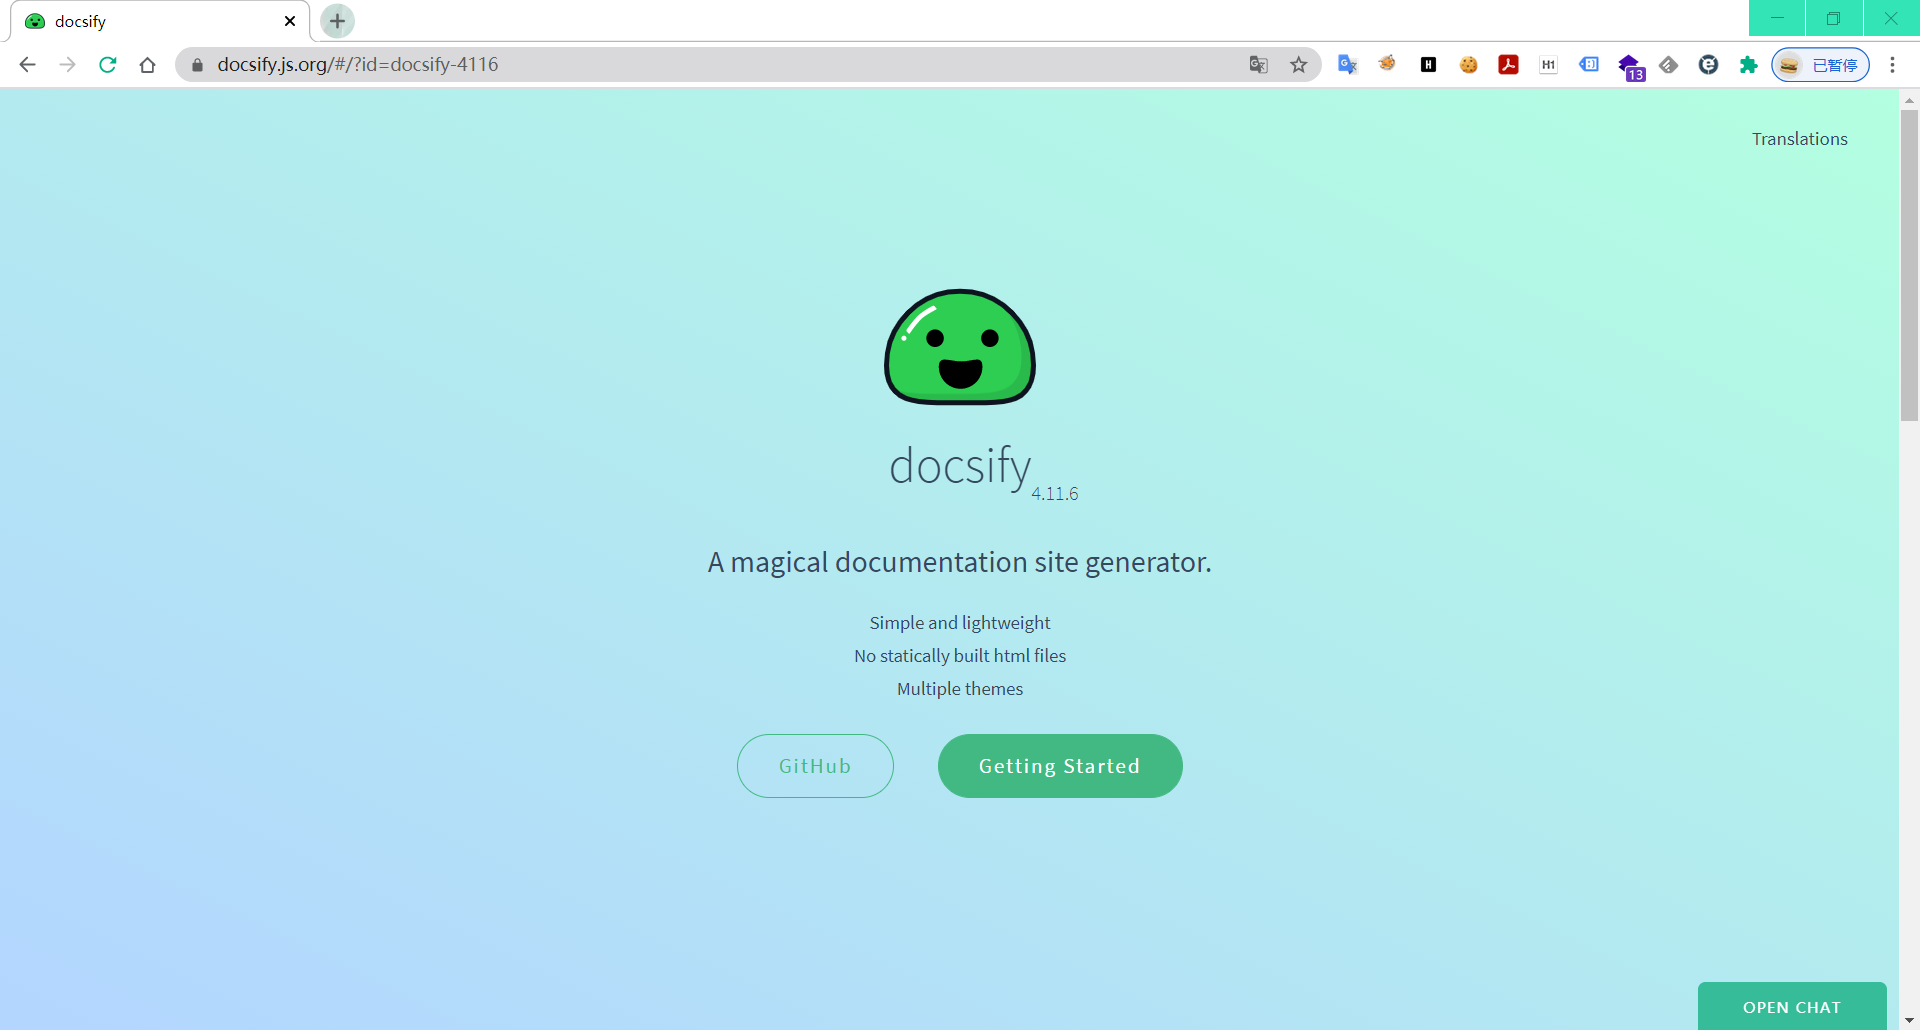 docsify
docsify.js.org/#/?id=docsify-4116
H
H1
13
已暂停
Translations
docsify 4.11.6
A magical documentation site generator.
Simple and lightweight
No statically built html files
Multiple themes
GitHub
Getting Started
OPEN CHAT